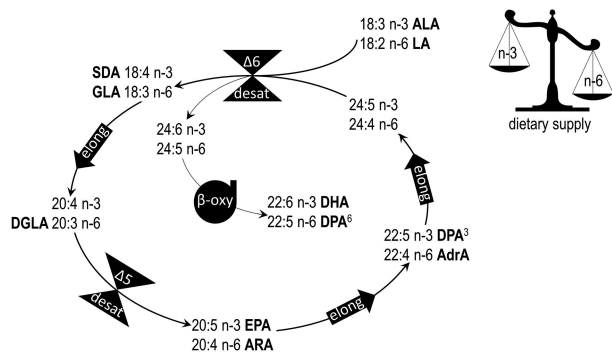 18:3 n-3 ALA
18:2 n-6 LA
Δ6
desat
SDA 18:4 n-3
GLA 18:3 n-6
24:5 n-3
24:4 n-6
24:6 n-3
24:5 n-6
elong
β-oxy
22:6 n-3 DHA
22:5 n-6 DPA⁶
elong
20:4 n-3
DGLA 20:3 n-6
22:5 n-3 DPA³
22:4 n-6 AdrA
Δ5
desat
elong
20:5 n-3 EPA
20:4 n-6 ARA
n-3
n-6
dietary supply